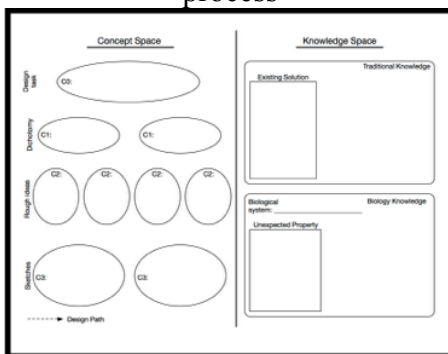 process
Concept Space
Knowledge Space
Design
task
C0:
Dichotomy
C1:
C1:
Rough ideas
C2:
C2:
C2:
C2:
Sketches
C3:
C3:
Design Path
Traditional Knowledge
Existing Solution
Biological
system:
Biology Knowledge
Unexpected Property